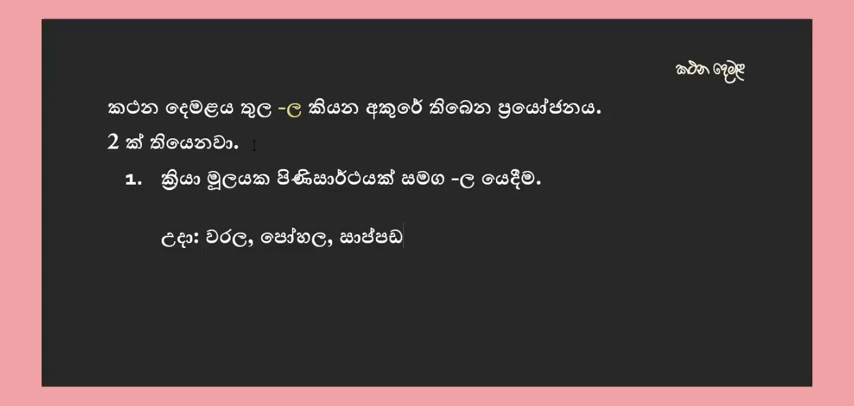 කථන දෙමළ
කථන දෙමළය තුල -ල කියන අකුරේ තිබෙන ප්‍රයෝජනය.
2 ක් තියෙනවා.
1. ක්‍රියා මූලයක පිණිසාර්ථයක් සමග -ල යෙදීම.
උදා: වරල, පෝහල, සාප්පඩ